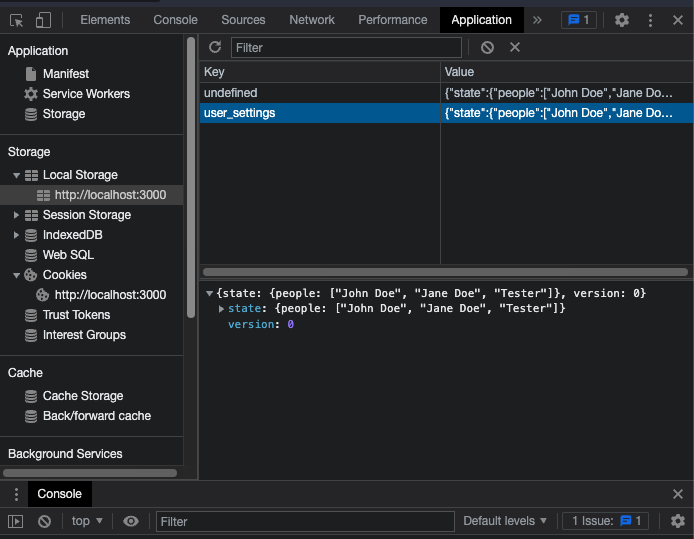 Elements Console Sources Network Performance Application » 1
Application
Manifest
Service Workers
Storage
Storage
Local Storage
http://localhost:3000
Session Storage
IndexedDB
Web SQL
Cookies
http://localhost:3000
Trust Tokens
Interest Groups
Cache
Cache Storage
Back/forward cache
Background Services
Filter
Key Value
undefined {"state":{"people":["John Doe","Jane Do…
user_settings {"state":{"people":["John Doe","Jane Do…
{state: {people: ["John Doe", "Jane Doe", "Tester"]}, version: 0}
state: {people: ["John Doe", "Jane Doe", "Tester"]}
version: 0
Console
top Filter Default levels 1 Issue: 1